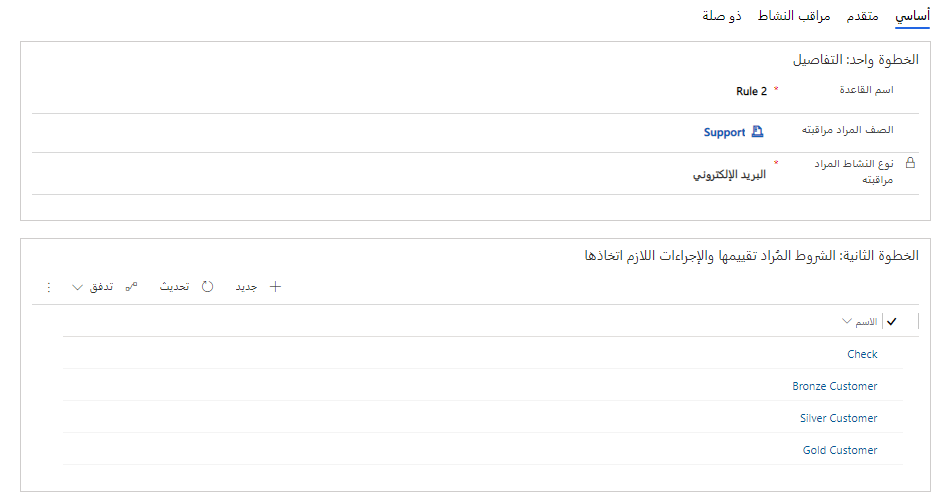 أساسي متقدم مراقب النشاط ذو صلة
الخطوة واحد: التفاصيل
اسم القاعدة * Rule 2
الصف المراد مراقبته Support
نوع النشاط المراد مراقبته * البريد الإلكتروني
الخطوة الثانية: الشروط المُراد تقييمها والإجراءات اللازم اتخاذها
جديد تحديث تدفق
الاسم
Check
Bronze Customer
Silver Customer
Gold Customer